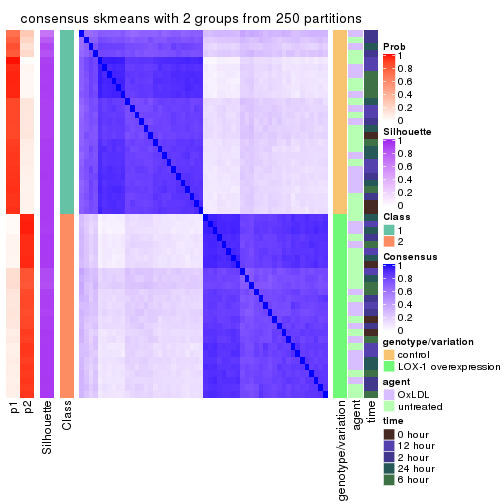 consensus skmeans with 2 groups from 250 partitions
Prob
1
0.8
0.6
0.4
0.2
0
Silhouette
1
0.8
0.6
0.4
0.2
0
Class
1
2
Consensus
1
0.8
0.6
0.4
0.2
0
genotype/variation
control
LOX-1 overexpression
agent
OxLDL
untreated
time
0 hour
12 hour
2 hour
24 hour
6 hour
p1
p2
Silhouette
Class
genotype/variation
agent
time